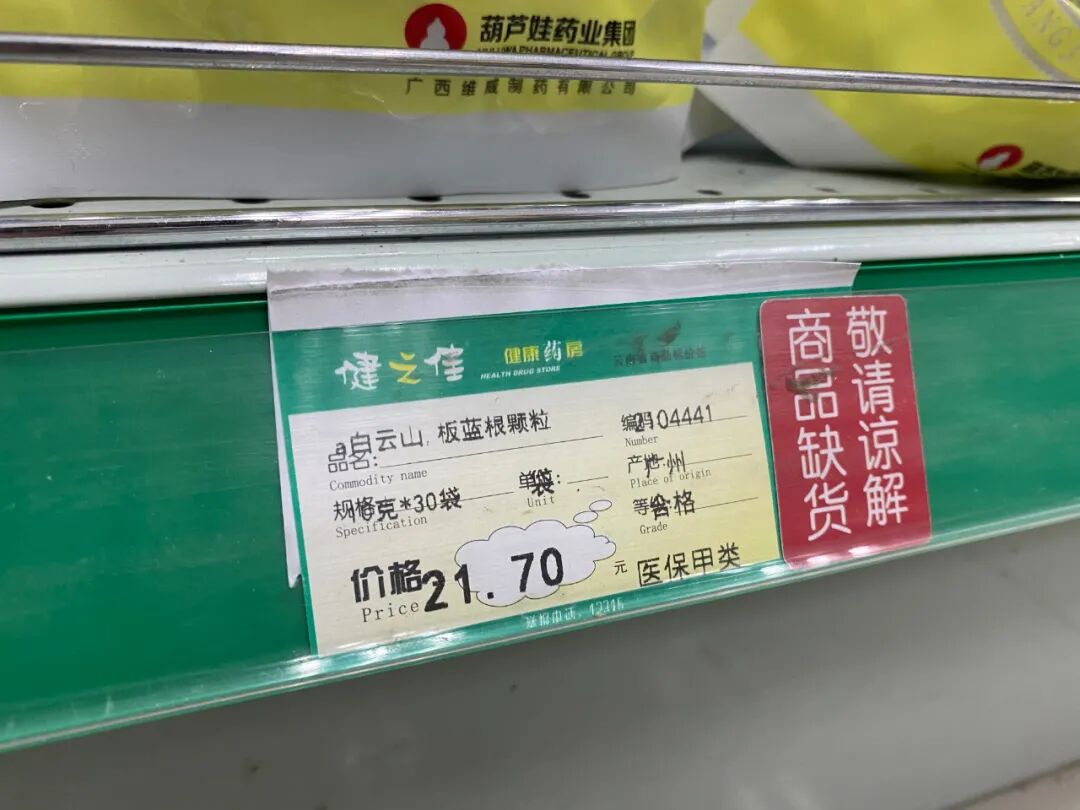 葫芦娃药业集团
HULUWA PHARMACEUTICAL GROUP
广西维威制药有限公司
健之佳
健康药房
HEALTH DRUG STORE
品名:
白云山 板蓝根颗粒
Commodity name
编码
04441
Number
规格
克*30袋
Specification
单位:
袋
Unit
产地
广州
Place of origin
等级
合格
Grade
价格
Price
21.70
元
医保甲类
敬请谅解
商品缺货